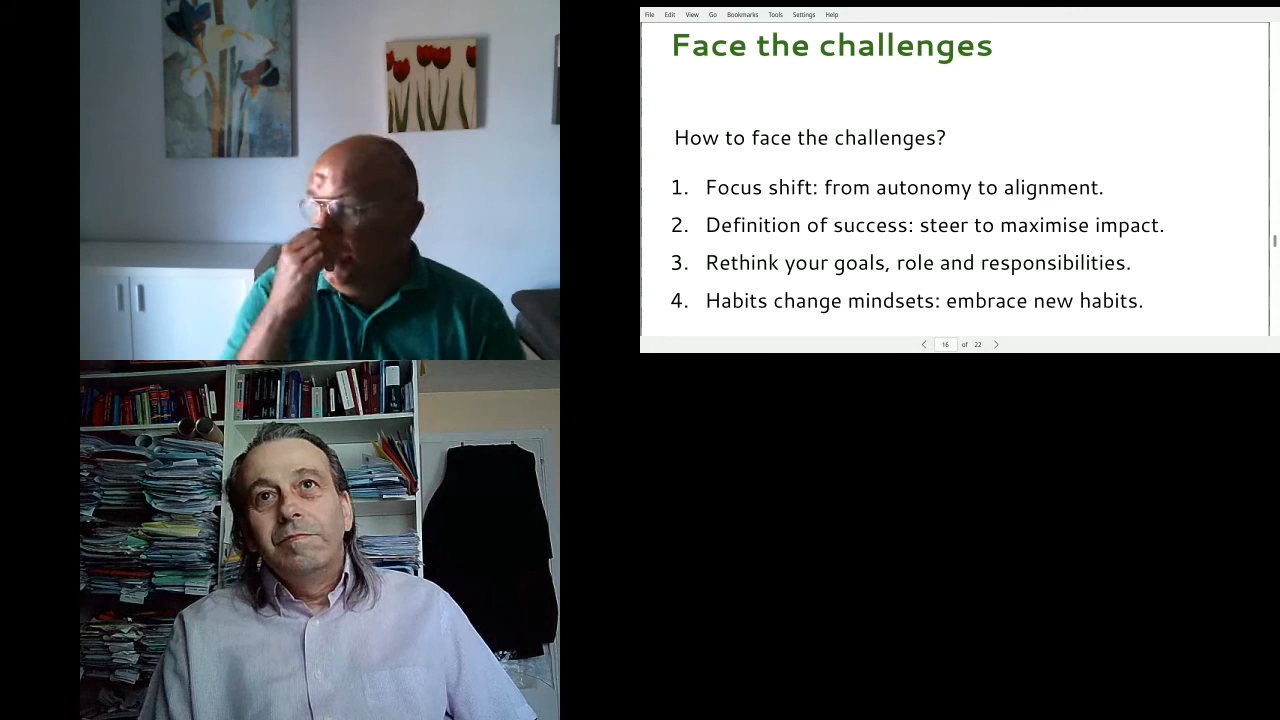 File Edit View Go Bookmarks Tools Settings Help
Face the challenges
How to face the challenges?
1. Focus shift: from autonomy to alignment.
2. Definition of success: steer to maximise impact.
3. Rethink your goals, role and responsibilities.
4. Habits change mindsets: embrace new habits.
16 of 22